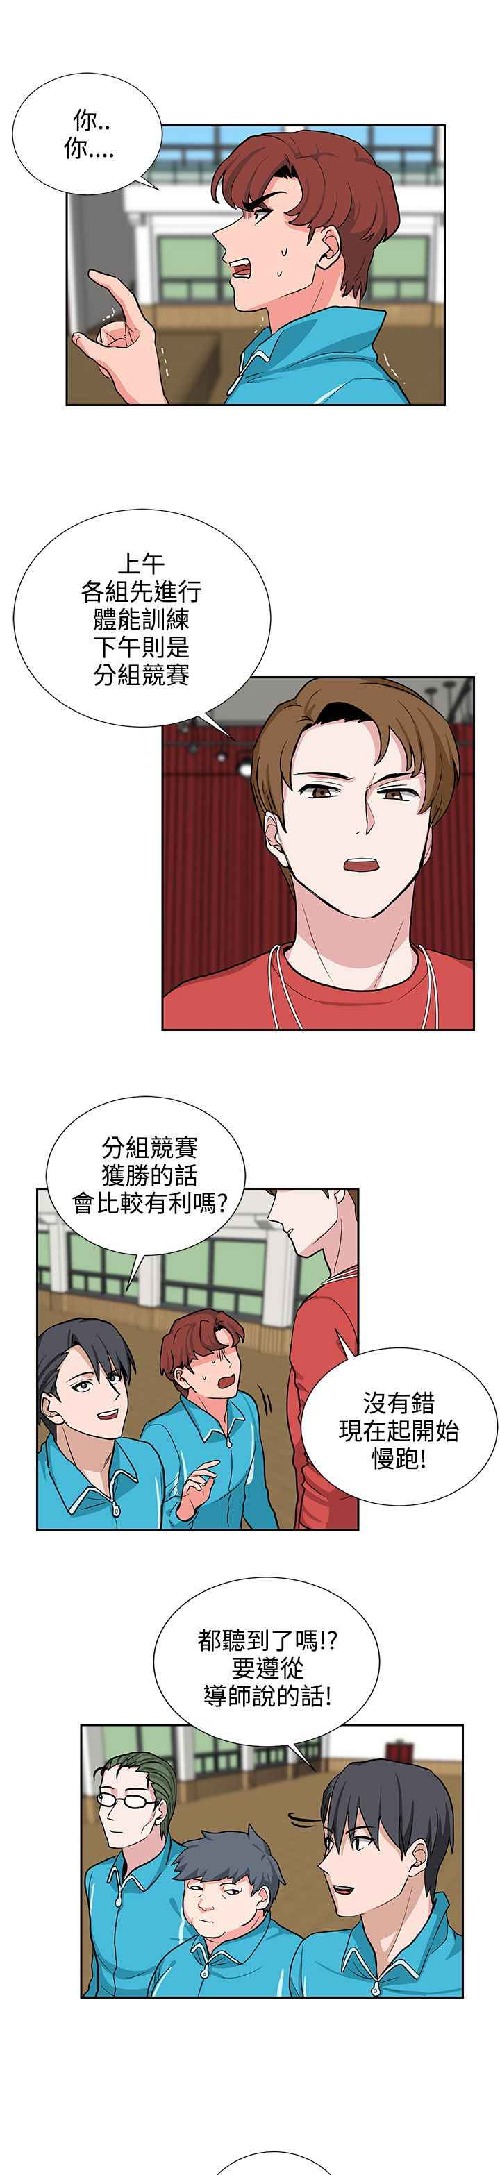 你..
你....
上午
各組先進行
體能訓練
下午則是
分組競賽
分組競賽
獲勝的話
會比較有利嗎?
沒有錯
現在起開始
慢跑!
都聽到了嗎!?
要遵從
導師說的話!